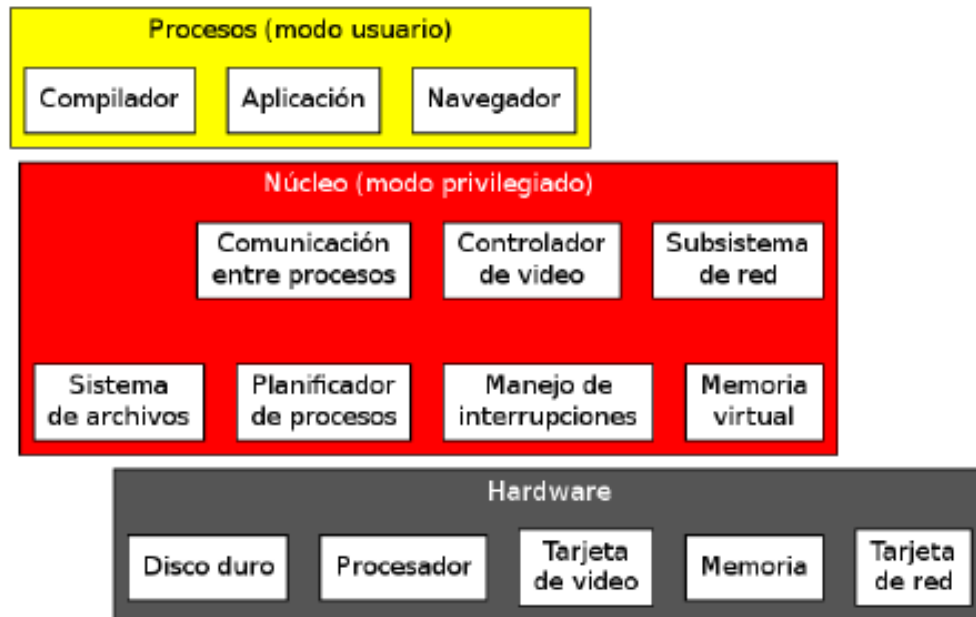 Procesos (modo usuario)
Compilador
Aplicación
Navegador
Núcleo (modo privilegiado)
Comunicación
entre procesos
Controlador
de video
Subsistema
de red
Sistema
de archivos
Planificador
de procesos
Manejo de
interrupciones
Memoria
virtual
Hardware
Disco duro
Procesador
Tarjeta
de video
Memoria
Tarjeta
de red